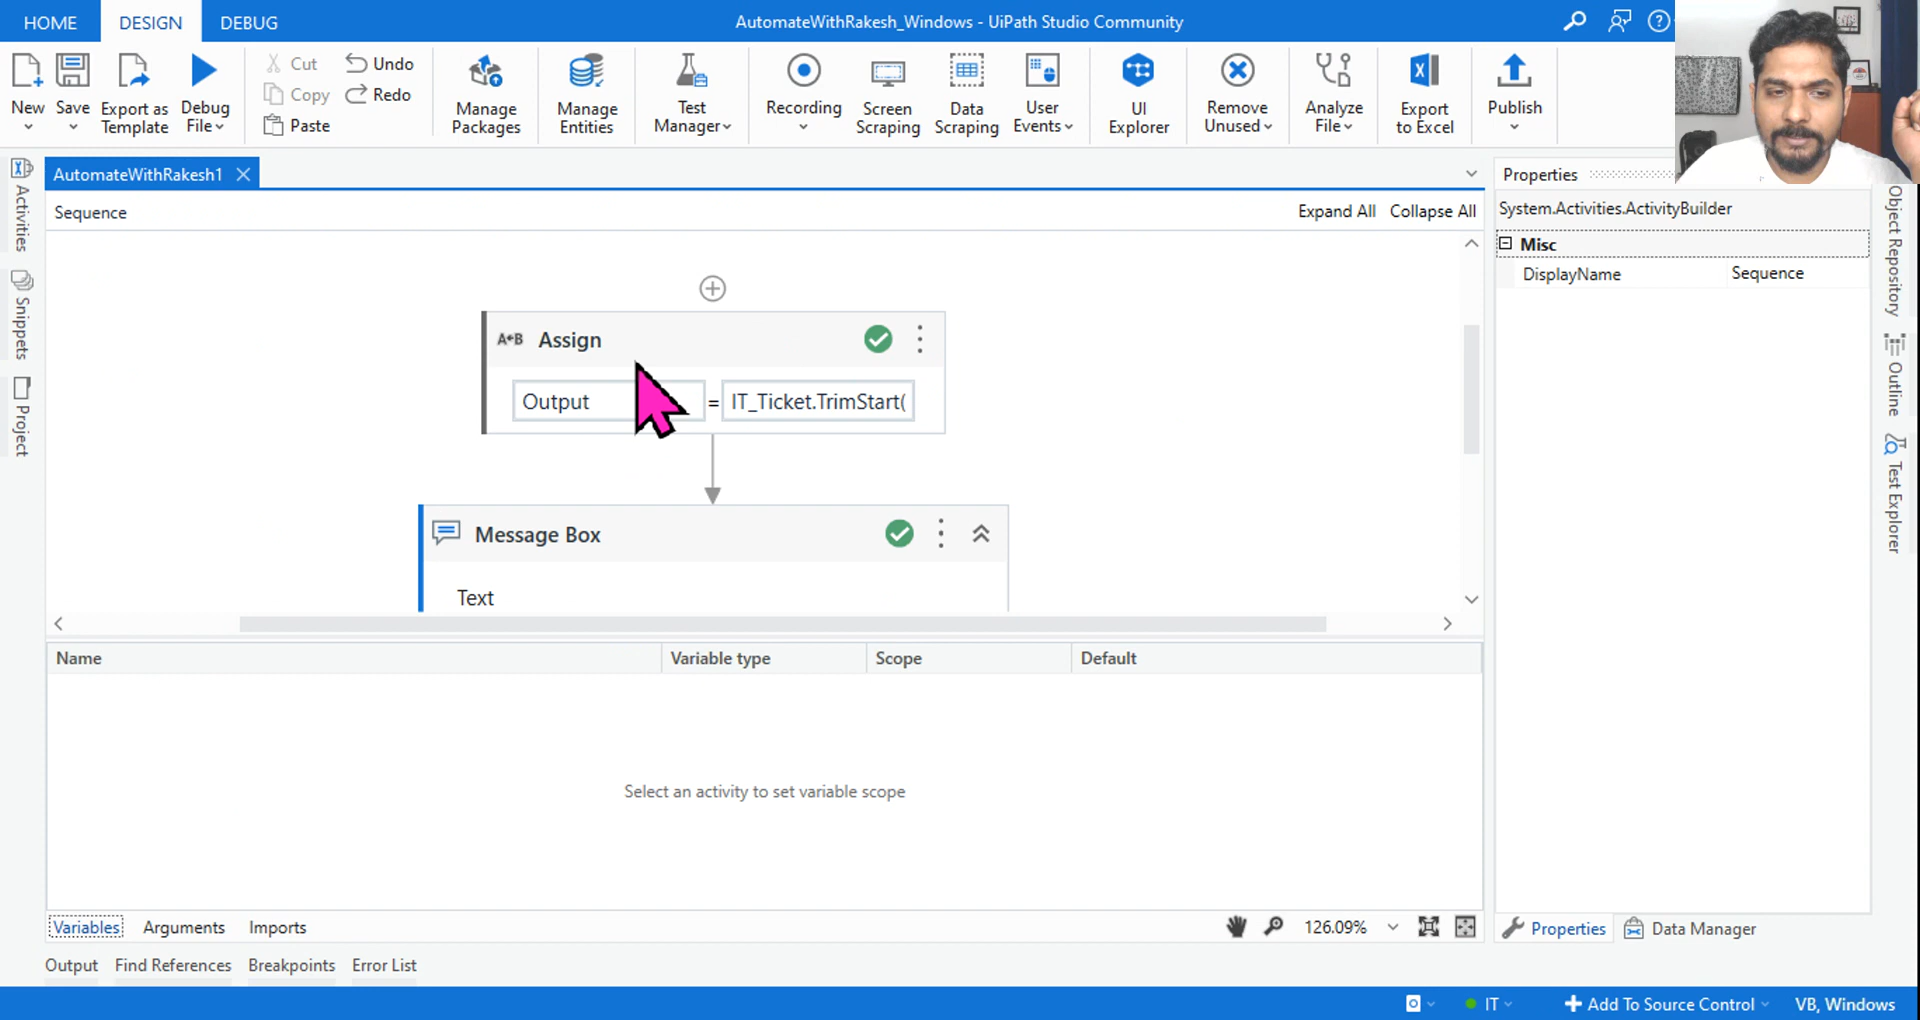 HOME DESIGN DEBUG
AutomateWithRakesh_Windows - UiPath Studio Community
New
Save
Export as
Template
Debug
File
Cut
Copy
Paste
Undo
Redo
Manage
Packages
Manage
Entities
Test
Manager
Recording
Screen
Scraping
Data
Scraping
User
Events
UI
Explorer
Remove
Unused
Analyze
File
Export
to Excel
Publish
Activities
Snippets
Project
AutomateWithRakesh1
Sequence
Expand All Collapse All
A B Assign
Output = IT_Ticket.TrimStart(
Message Box
Text
Name Variable type Scope Default
Select an activity to set variable scope
Variables Arguments Imports
126.09%
Output Find References Breakpoints Error List
Properties
System.Activities.ActivityBuilder
Misc
DisplayName Sequence
Properties Data Manager
Object Repository
Outline
Test Explorer
IT
Add To Source Control
VB, Windows